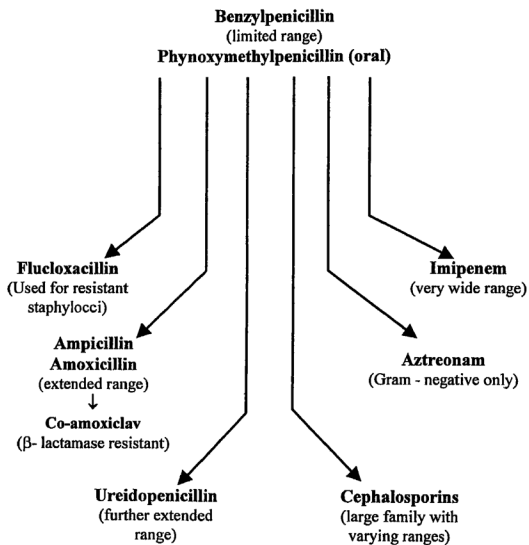 Benzylpenicillin
(limited range)
Phynoxymethylpenicillin (oral)
Flucloxacillin
(Used for resistant
staphylocci)
Imipenem
(very wide range)
Ampicillin
Amoxicillin
(extended range)
↓
Co-amoxiclav
(β- lactamase resistant)
Aztreonam
(Gram - negative only)
Ureidopenicillin
(further extended
range)
Cephalosporins
(large family with
varying ranges)